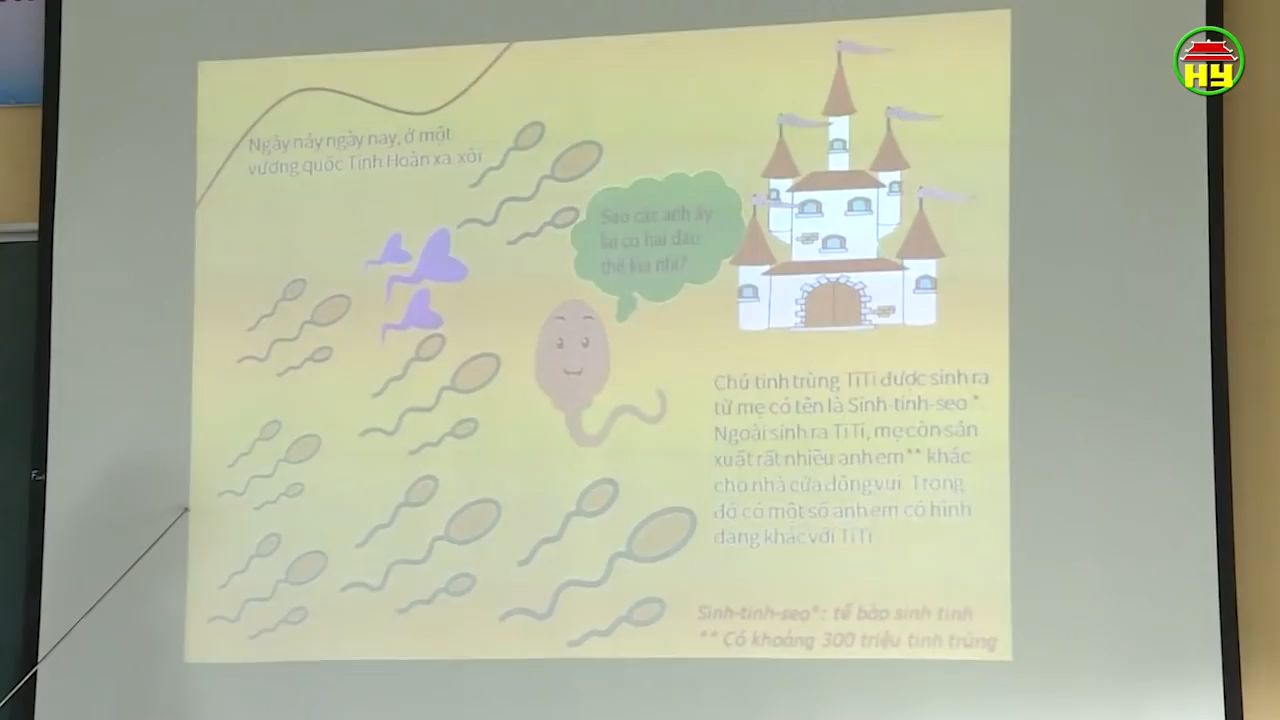 Ngày nảy ngày nay, ở một
vương quốc Tinh Hoàn xa xôi
Sao các anh ấy
lại có hai đầu
thế kia nhỉ?
Chú tinh trùng TiTi được sinh ra
từ mẹ có tên là Sinh-tinh-seo *
Ngoài sinh ra TiTi, mẹ còn sản
xuất rất nhiều anh em** khác
cho nhà cửa đông vui. Trong
đó có một số anh em có hình
dạng khác với TiTi
Sinh-tinh-seo*: tế bào sinh tinh
** Có khoảng 300 triệu tinh trùng
HY